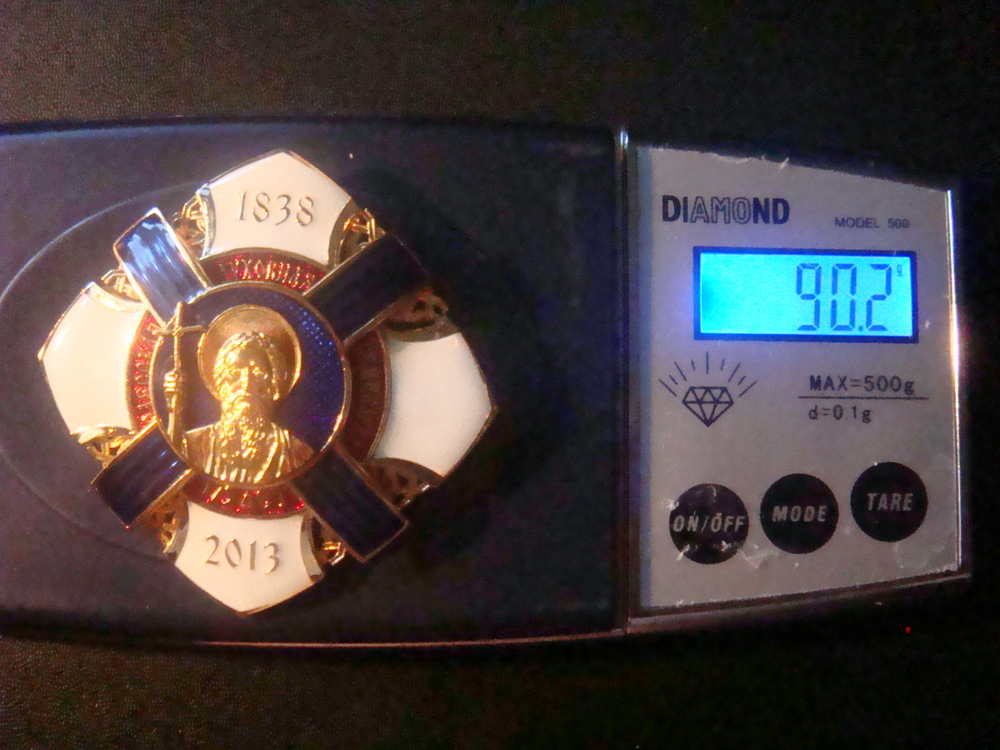 1838
2013
DIAMOND
MODEL 500
90.2 g
MAX=500g
d=0.1g
ON/OFF
MODE
TARE